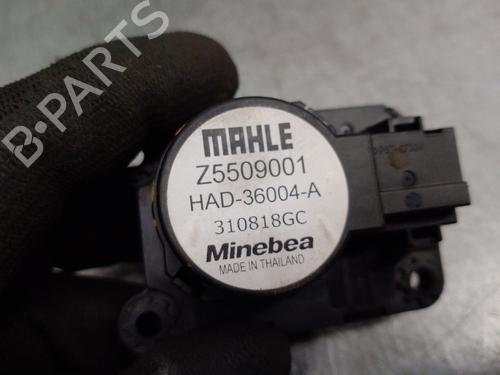 B-PARTS
MAHLE
Z5509001
HAD-36004-A
310818GC
Minebea
MADE IN THAILAND